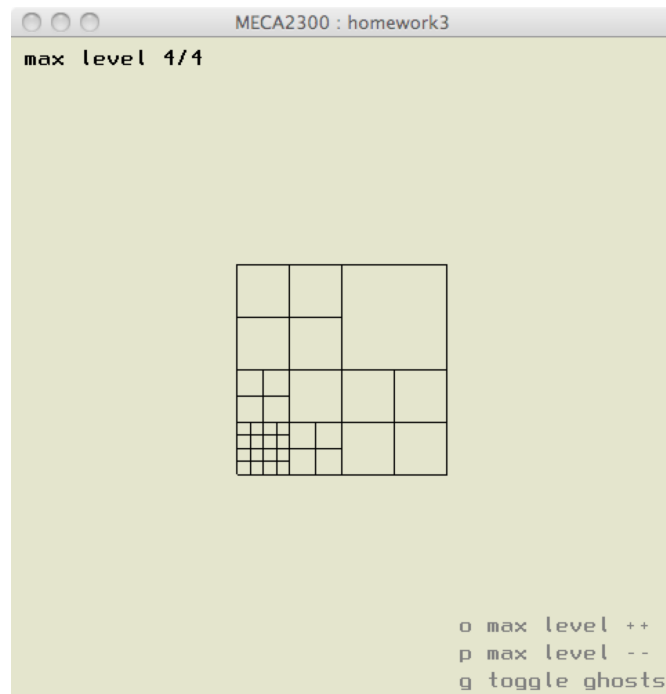 MECA2300 : homework3
max level 4/4
o max level ++
p max level --
g toggle ghosts